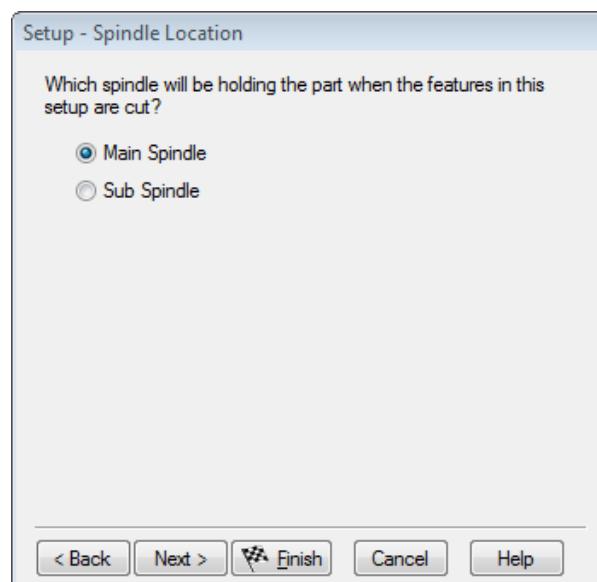 Setup - Spindle Location
Which spindle will be holding the part when the features in this
setup are cut?
Main Spindle
Sub Spindle
< Back Next > Finish Cancel Help